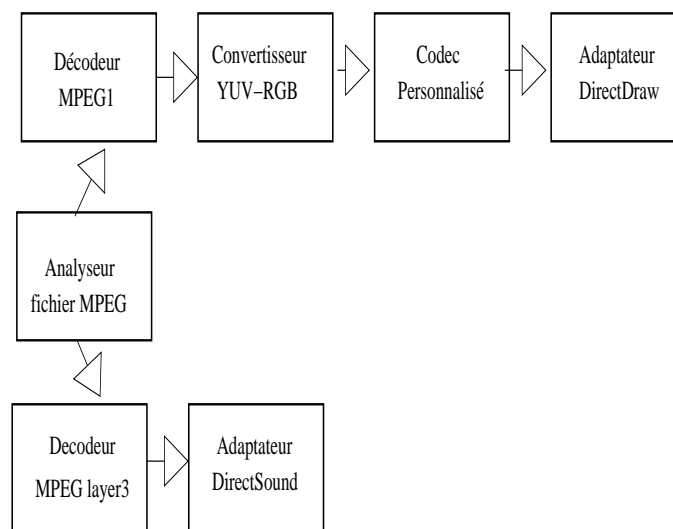 Décodeur
MPEG1
Convertisseur
YUV−RGB
Codec
Personnalisé
Adaptateur
DirectDraw
Analyseur
fichier MPEG
Decodeur
MPEG layer3
Adaptateur
DirectSound